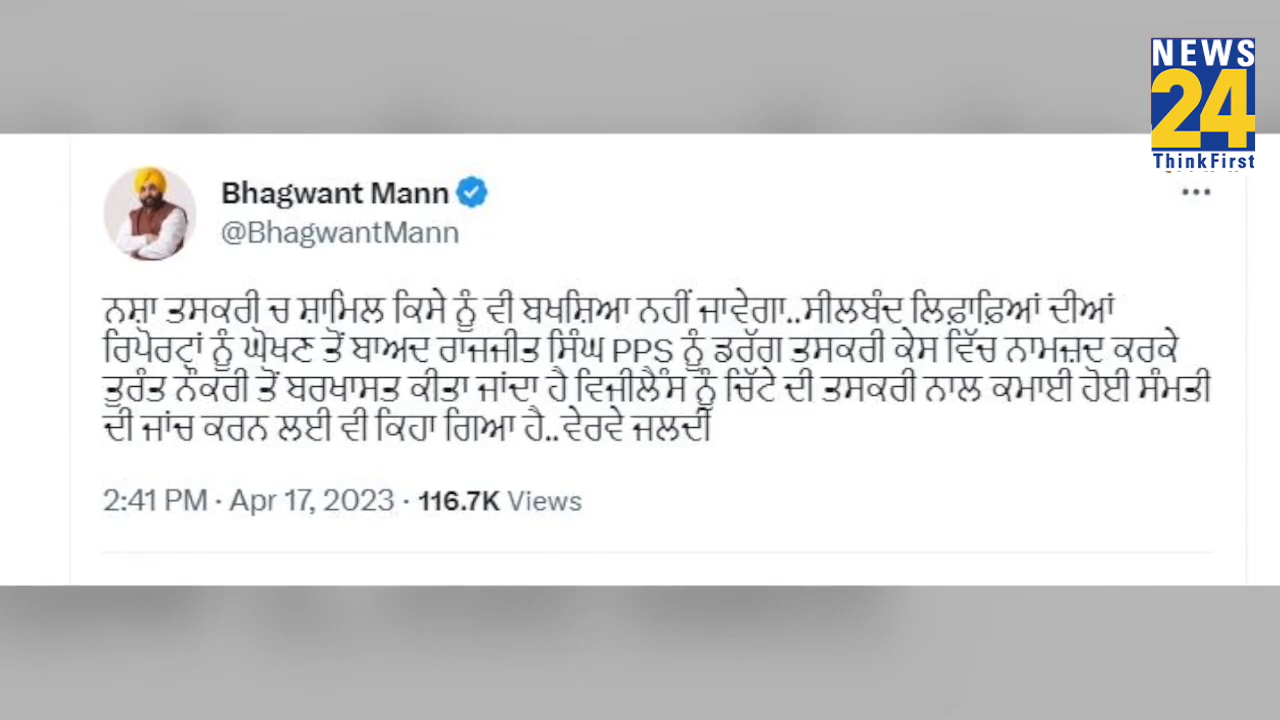 NEWS
24
ThinkFirst
Bhagwant Mann
@BhagwantMann
ਨਸ਼ਾ ਤਸਕਰੀ ਚ ਸ਼ਾਮਿਲ ਕਿਸੇ ਨੂੰ ਵੀ ਬਖਸ਼ਿਆ ਨਹੀਂ ਜਾਵੇਗਾ..ਸੀਲਬੰਦ ਲਿਫ਼ਾਫ਼ਿਆਂ ਦੀਆਂ
ਰਿਪੋਰਟਾਂ ਨੂੰ ਘੋਖਣ ਤੋਂ ਬਾਅਦ ਰਾਜਜੀਤ ਸਿੰਘ PPS ਨੂੰ ਡਰੱਗ ਤਸਕਰੀ ਕੇਸ ਵਿੱਚ ਨਾਮਜ਼ਦ ਕਰਕੇ
ਤੁਰੰਤ ਨੌਕਰੀ ਤੋਂ ਬਰਖਾਸਤ ਕੀਤਾ ਜਾਂਦਾ ਹੈ ਵਿਜੀਲੈਂਸ ਨੂੰ ਚਿੱਟੇ ਦੀ ਤਸਕਰੀ ਨਾਲ ਕਮਾਈ ਹੋਈ ਸੰਮਤੀ
ਦੀ ਜਾਂਚ ਕਰਨ ਲਈ ਵੀ ਕਿਹਾ ਗਿਆ ਹੈ..ਵੇਰਵੇ ਜਲਦੀ
2:41 PM · Apr 17, 2023 · 116.7K Views